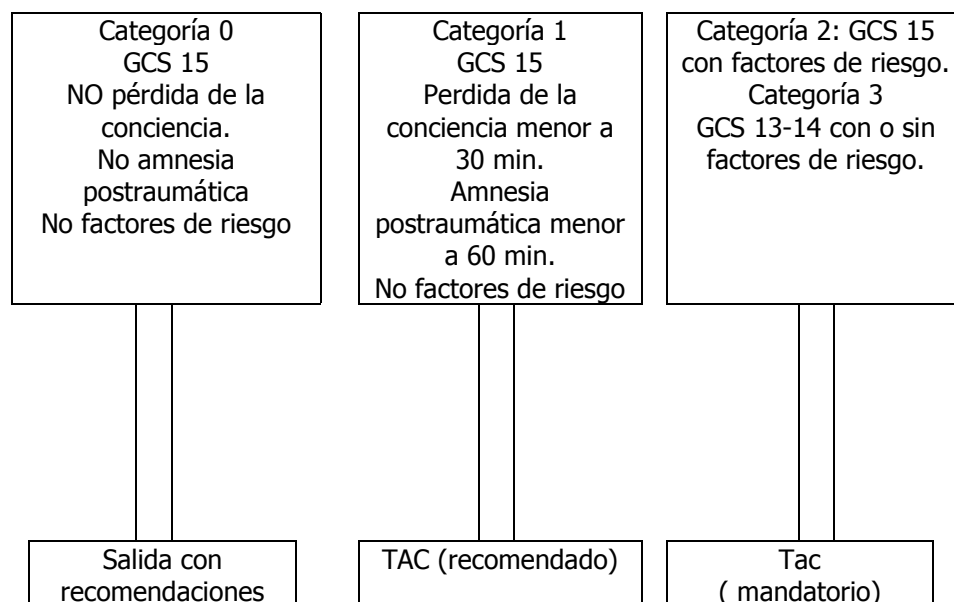 Categoría 0
GCS 15
NO pérdida de la
conciencia.
No amnesia
postraumática
No factores de riesgo
Categoría 1
GCS 15
Perdida de la
conciencia menor a
30 min.
Amnesia
postraumática menor
a 60 min.
No factores de riesgo
Categoría 2: GCS 15
con factores de riesgo.
Categoría 3
GCS 13-14 con o sin
factores de riesgo.
Salida con
recomendaciones
TAC (recomendado)
Tac
( mandatorio)